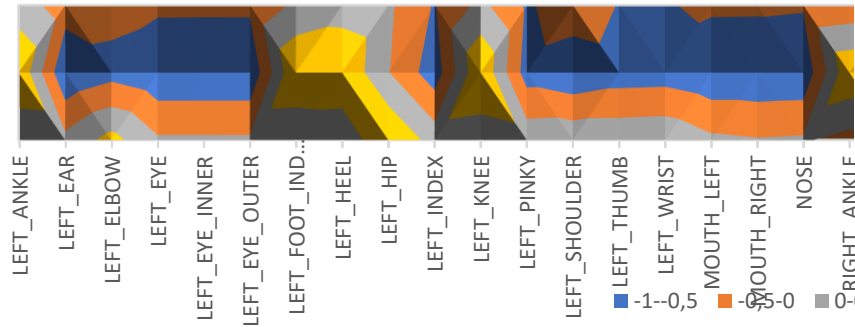 LEFT_ANKLE
LEFT_EAR
LEFT_ELBOW
LEFT_EYE
LEFT_EYE_INNER
LEFT_EYE_OUTER
LEFT_FOOT_IND...
LEFT_HEEL
LEFT_HIP
LEFT_INDEX
LEFT_KNEE
LEFT_PINKY
LEFT_SHOULDER
LEFT_THUMB
LEFT_WRIST
MOUTH_LEFT
MOUTH_RIGHT
NOSE
RIGHT_ANKLE
-1--0,5 -0,5-0